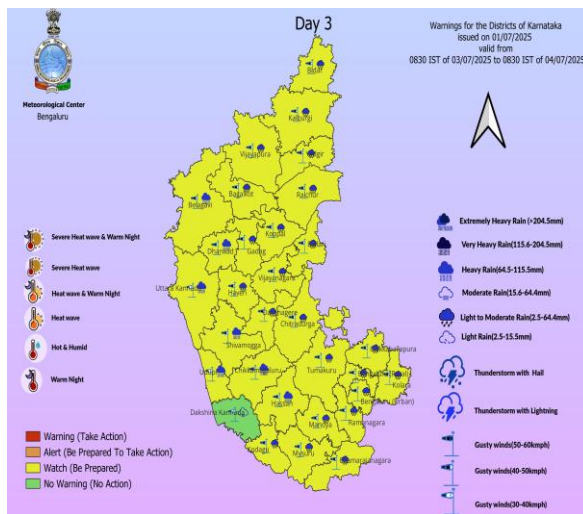 Day 3
Warnings for the Districts of Karnataka
issued on 01/07/2025
valid from
0830 IST of 03/07/2025 to 0830 IST of 04/07/2025
Meteorological Center
Bengaluru
Bidar
Kalburgi
Vijayapura
Bagalkot
Raichur
Belagavi
Koppal
Dharwad
Gadag
Uttara Kannada
Haveri
Vijayanagara
Chitradurga
Shivamogga
Udupi
Chikkamagaluru
Tumakuru
Kolara
Hassan
Bengaluru (Urban)
Dakshina Kannada
Mandya
Ramanagara
Kodagu
Mysuru
Chamarajanagara
Severe Heat wave & Warm Night
Severe Heat wave
Heat wave & Warm Night
Heat wave
Hot & Humid
Warm Night
Warning (Take Action)
Alert (Be Prepared To Take Action)
Watch (Be Prepared)
No Warning (No Action)
Extremely Heavy Rain (>204.5mm)
Very Heavy Rain(115.6-204.5mm)
Heavy Rain(64.5-115.5mm)
Moderate Rain(15.6-64.4mm)
Light to Moderate Rain(2.5-64.4mm)
Light Rain(2.5-15.5mm)
Thunderstorm with Hail
Thunderstorm with Lightning
Gusty winds(50-60kmph)
Gusty winds(40-50kmph)
Gusty winds(30-40kmph)